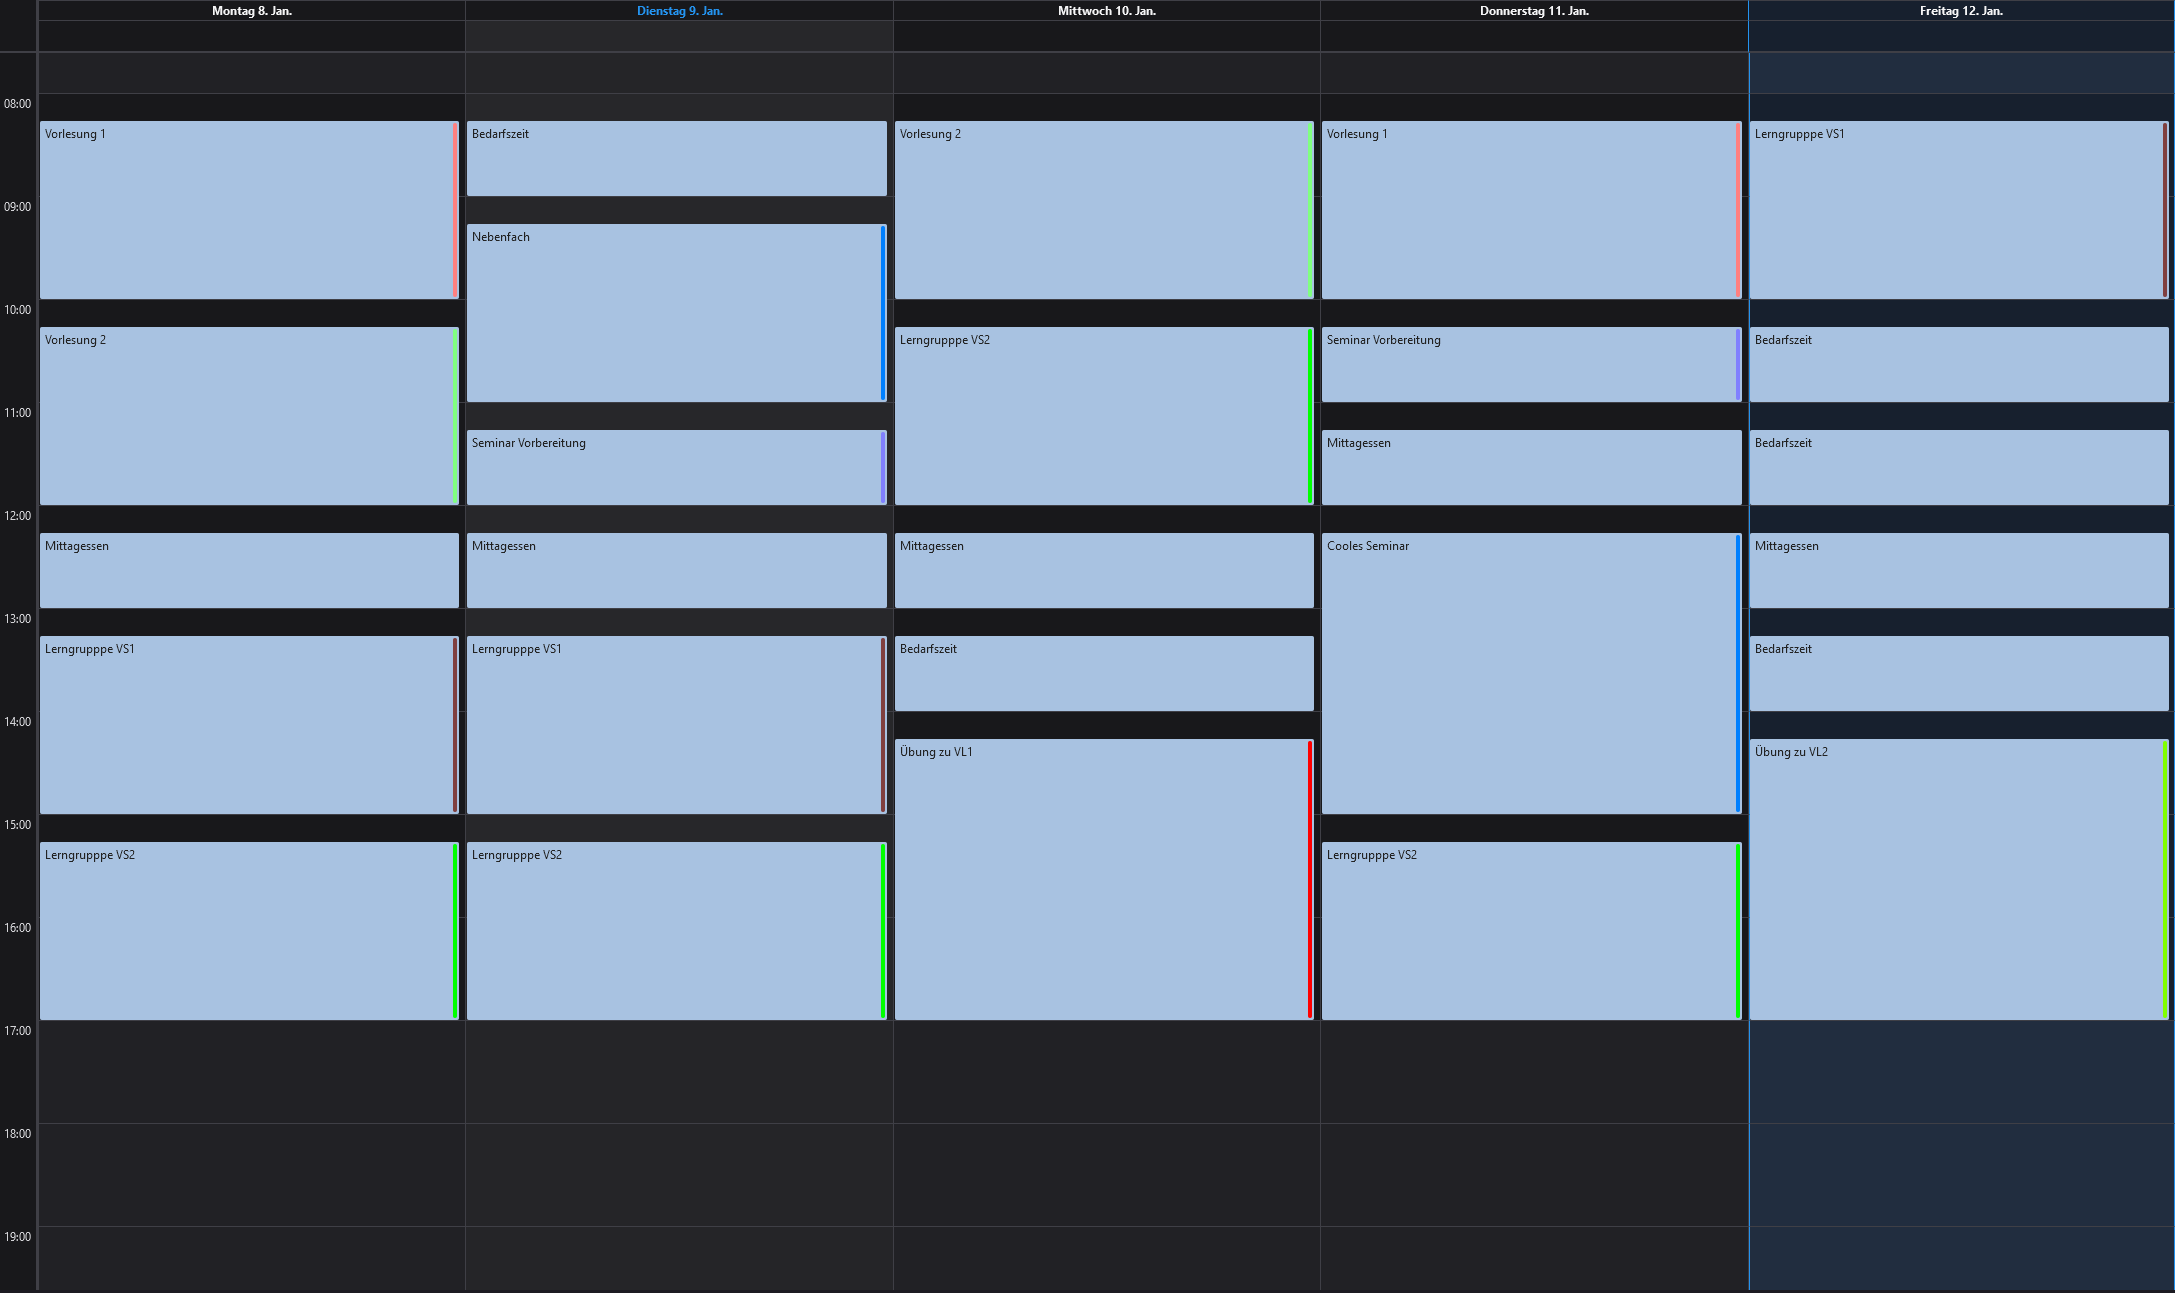 Montag 8. Jan. Dienstag 9. Jan. Mittwoch 10. Jan. Donnerstag 11. Jan. Freitag 12. Jan.
08:00
Vorlesung 1 Bedarfszeit Vorlesung 2 Vorlesung 1 Lerngrupppe VS1
09:00
Nebenfach
10:00
Vorlesung 2 Lerngrupppe VS2 Seminar Vorbereitung Bedarfszeit
11:00
Seminar Vorbereitung Mittagessen Bedarfszeit
12:00
Mittagessen Mittagessen Mittagessen Cooles Seminar Mittagessen
13:00
Lerngrupppe VS1 Lerngrupppe VS1 Bedarfszeit Bedarfszeit
14:00
Übung zu VL1 Übung zu VL2
15:00
Lerngrupppe VS2 Lerngrupppe VS2 Lerngrupppe VS2
16:00
17:00
18:00
19:00